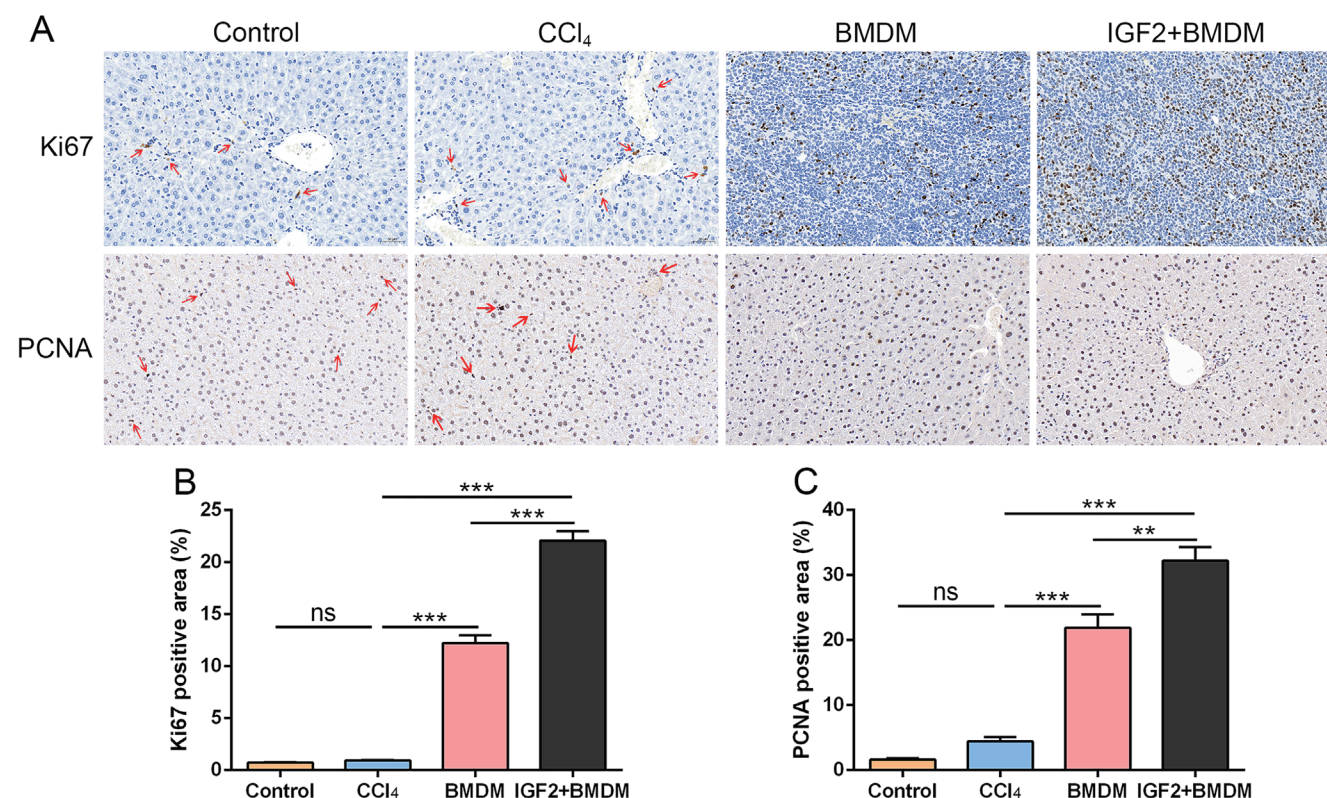 A
Control
CCl₄
BMDM
IGF2+BMDM
Ki67
PCNA
B
Ki67 positive area (%)
25
20
15
10
5
0
***
***
ns
***
Control
CCl₄
BMDM
IGF2+BMDM
C
PCNA positive area (%)
40
30
20
10
0
***
**
ns
***
Control
CCl₄
BMDM
IGF2+BMDM